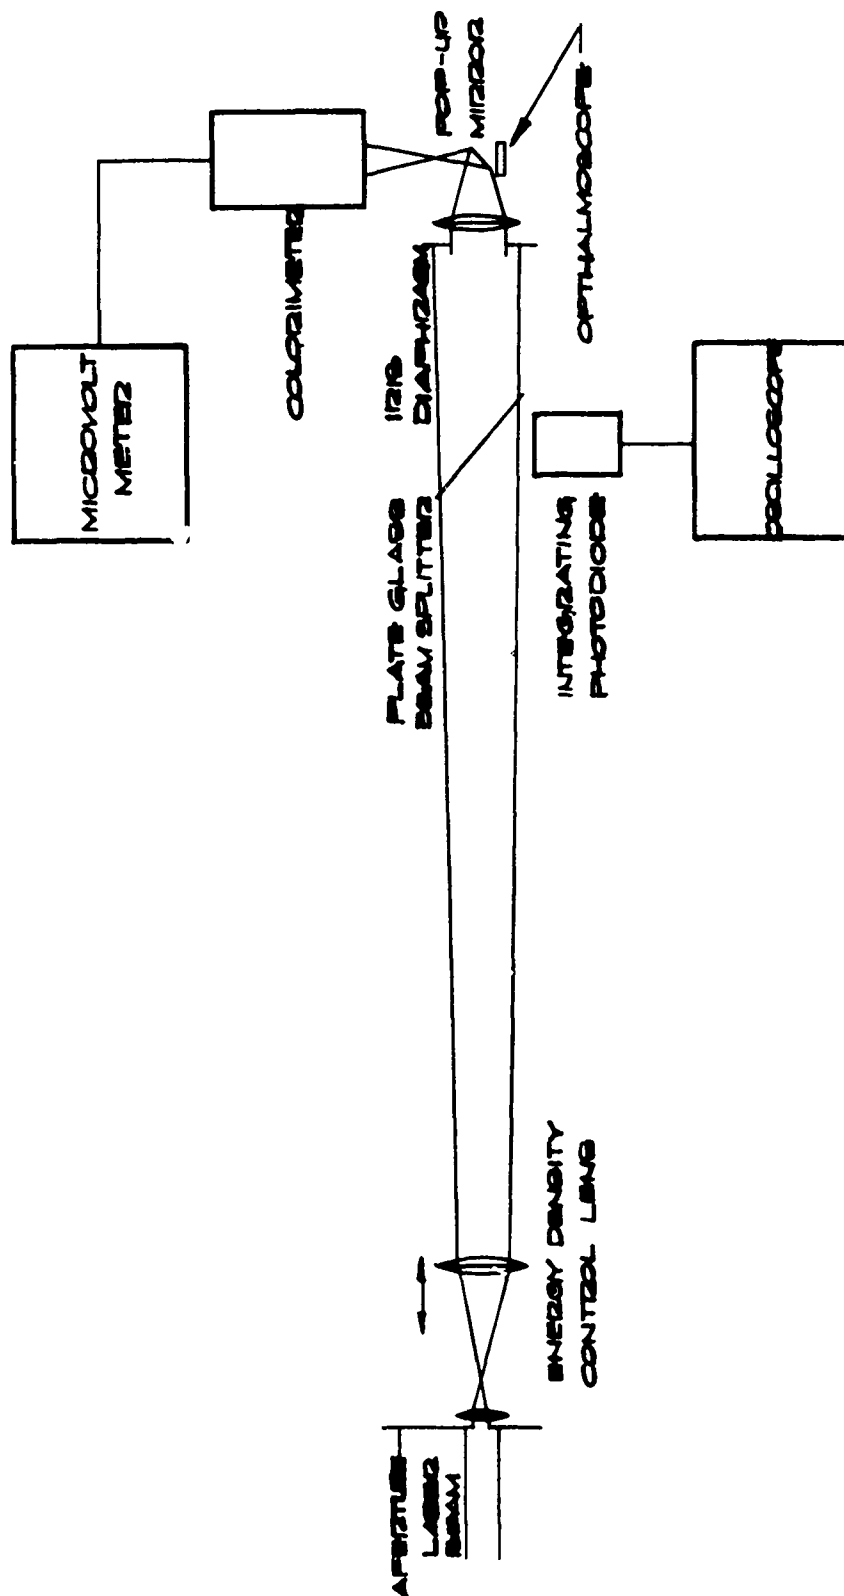 MICROVOLT
METER
COLORIMETER
POP-UP
MIRROR
OPTHALMOSCOPE
IRIS
DIAPHRAGM
PLATE GLASS
BEAM SPLITTER
INTEGRATING
PHOTODIODE
OSCILLOSCOPE
ENERGY DENSITY
CONTROL LENS
APERTURE
LASER
BEAM